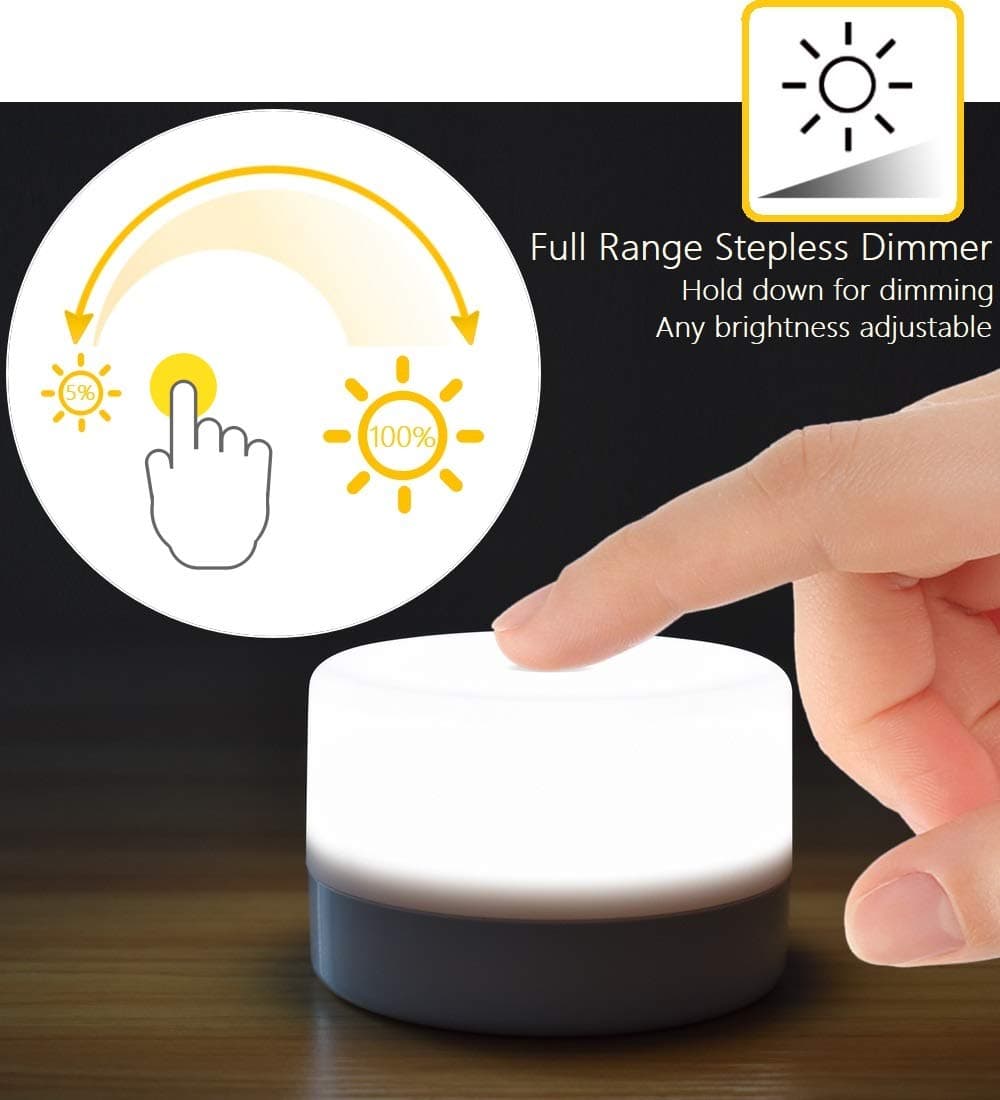 Full Range Stepless Dimmer
Hold down for dimming
Any brightness adjustable
5%
100%